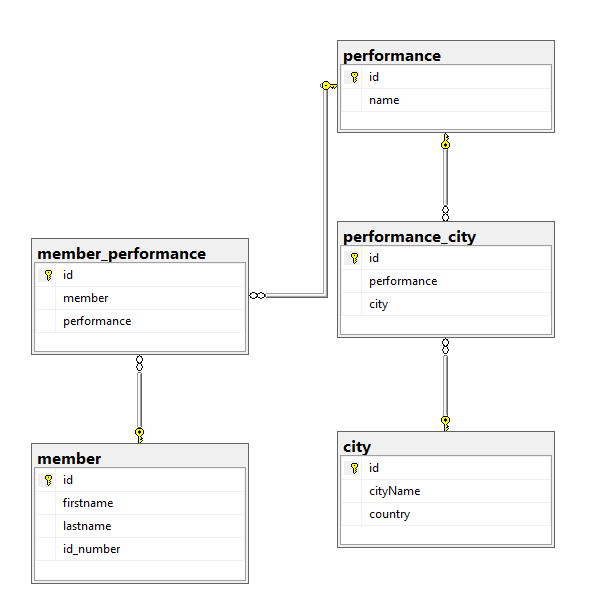 performance
id
name
member_performance
id
member
performance
performance_city
id
performance
city
member
id
firstname
lastname
id_number
city
id
cityName
country